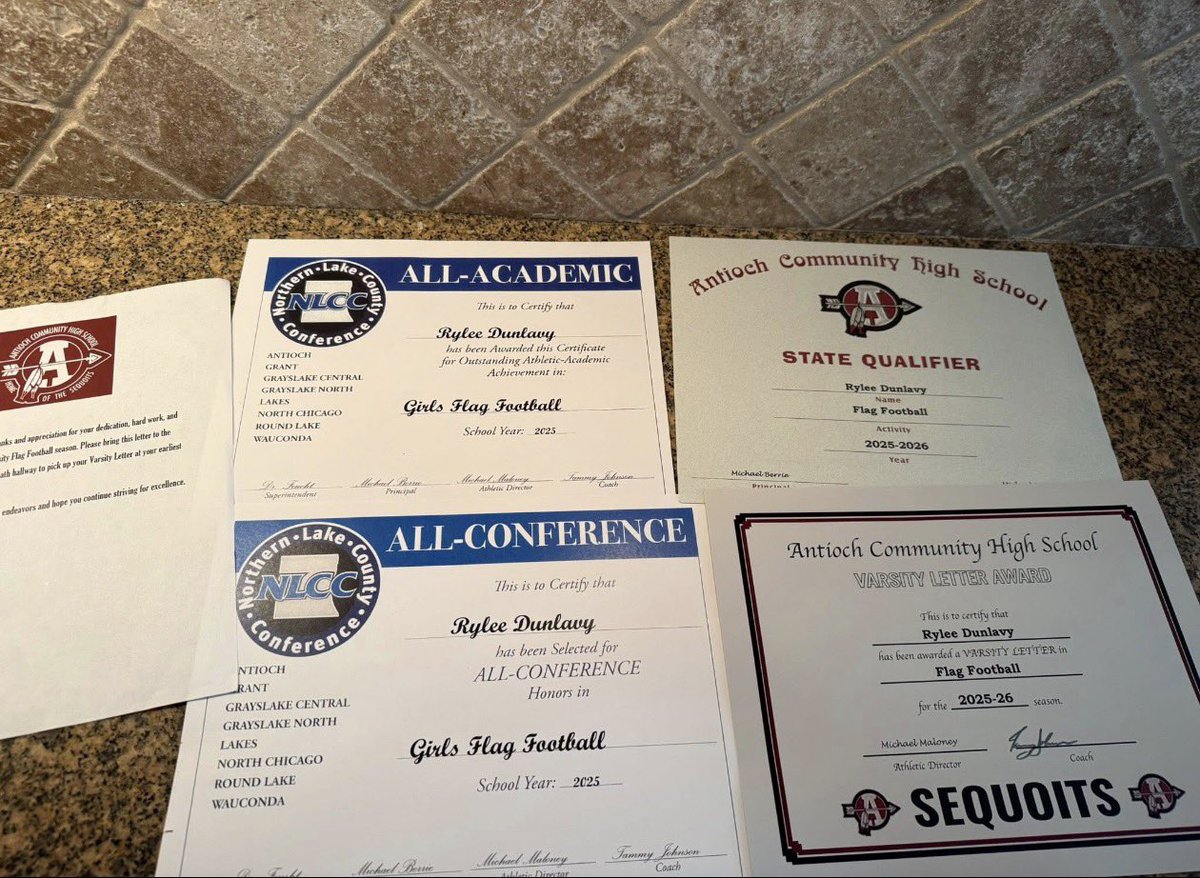 ANTIOCH COMMUNITY HIGH SCHOOL
A
HOME OF THE SEQUOITS
anks and appreciation for your dedication, hard work, and
sity Flag Football season. Please bring this letter to the
ath hallway to pick up your Varsity Letter at your earliest
endeavors and hope you continue striving for excellence.
Northern • Lake • County
NLCC
• Conference •
ALL-ACADEMIC
This is to Certify that
Rylee Dunlavy
has been Awarded this Certificate
for Outstanding Athletic-Academic
Achievement in:
Girls Flag Football
School Year: 2025
ANTIOCH
GRANT
GRAYSLAKE CENTRAL
GRAYSLAKE NORTH
LAKES
NORTH CHICAGO
ROUND LAKE
WAUCONDA
Michael Berrie Michael Maloney Tammy Johnson
Superintendent Principal Athletic Director Coach
Antioch Community High School
A
STATE QUALIFIER
Rylee Dunlavy
Name
Flag Football
Activity
2025-2026
Year
Michael Berrie
Principal
Northern • Lake • County
NLCC
• Conference •
ALL-CONFERENCE
This is to Certify that
Rylee Dunlavy
has been Selected for
ALL-CONFERENCE
Honors in
Girls Flag Football
School Year: 2025
NTIOCH
RANT
GRAYSLAKE CENTRAL
GRAYSLAKE NORTH
LAKES
NORTH CHICAGO
ROUND LAKE
WAUCONDA
Michael Berrie Michael Maloney Tammy Johnson
Athletic Director Coach
Antioch Community High School
VARSITY LETTER AWARD
This is to certify that
Rylee Dunlavy
has been awarded a VARSITY LETTER in
Flag Football
for the 2025-26 season.
Michael Maloney
Athletic Director Coach
A SEQUOITS A